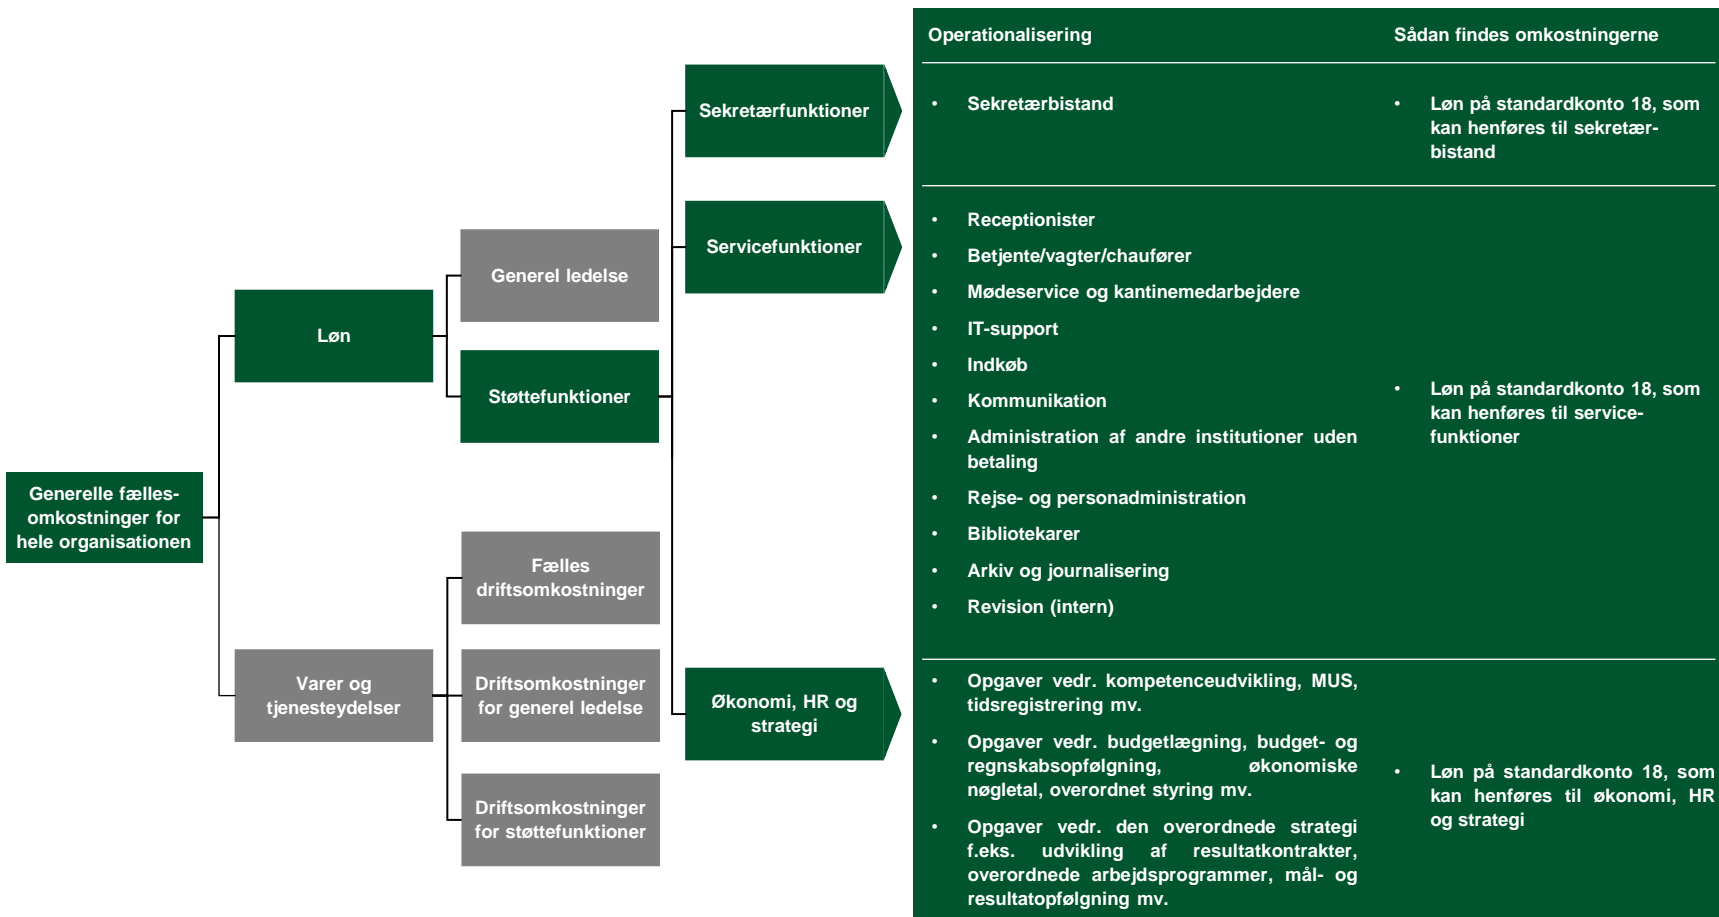 Generelle fælles-
omkostninger for
hele organisationen
Løn
Varer og
tjenesteydelser
Generel ledelse
Støttefunktioner
Fælles
driftsomkostninger
Driftsomkostninger
for generel ledelse
Driftsomkostninger
for støttefunktioner
Sekretærfunktioner
Servicefunktioner
Økonomi, HR og
strategi
Operationalisering
Sådan findes omkostningerne
• Sekretærbistand
• Løn på standardkonto 18, som
kan henføres til sekretær-
bistand
• Receptionister
• Betjente/vagter/chaufører
• Mødeservice og kantinemedarbejdere
• IT-support
• Indkøb
• Kommunikation
• Administration af andre institutioner uden
betaling
• Rejse- og personadministration
• Bibliotekarer
• Arkiv og journalisering
• Revision (intern)
• Løn på standardkonto 18, som
kan henføres til service-
funktioner
• Opgaver vedr. kompetenceudvikling, MUS,
tidsregistrering mv.
• Opgaver vedr. budgetlægning, budget- og
regnskabsopfølgning, økonomiske
nøgletal, overordnet styring mv.
• Opgaver vedr. den overordnede strategi
f.eks. udvikling af resultatkontrakter,
overordnede arbejdsprogrammer, mål- og
resultatopfølgning mv.
• Løn på standardkonto 18, som
kan henføres til økonomi, HR
og strategi